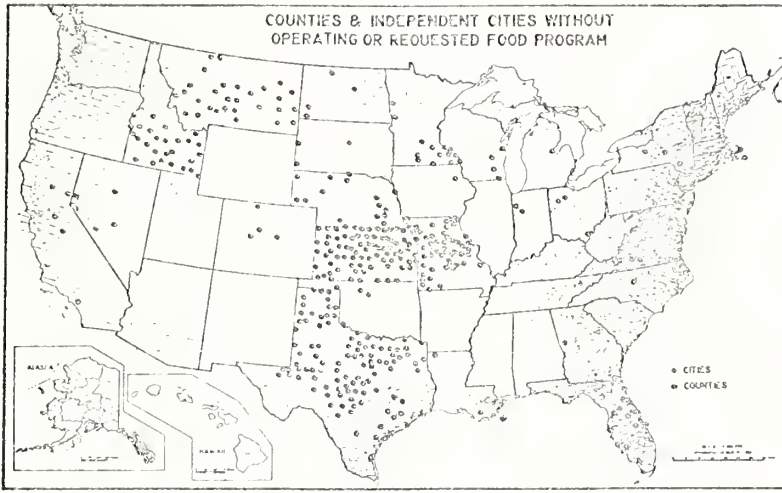 COUNTIES & INDEPENDENT CITIES WITHOUT
OPERATING OR REQUESTED FOOD PROGRAM
CITIES
COUNTIES
ALASKA
HAWAII